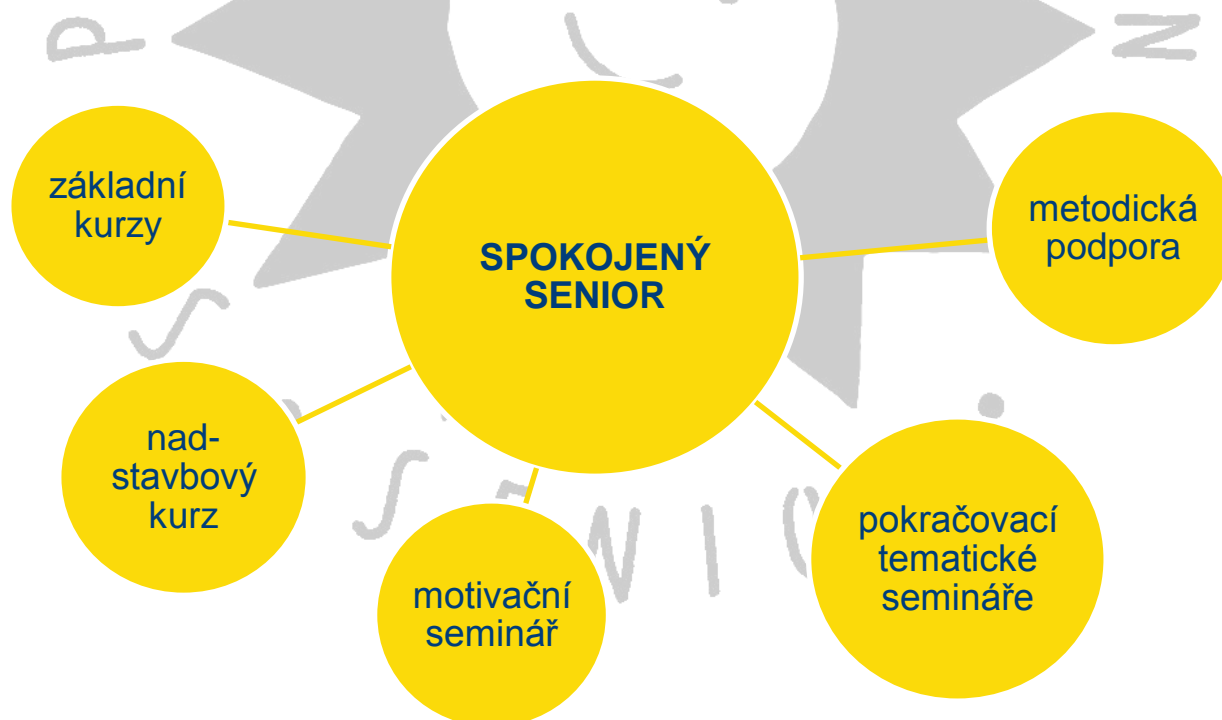 základní
kurzy
SPOKOJENÝ
SENIOR
metodická
podpora
nad-
stavbový
kurz
motivační
seminář
pokračovací
tematické
semináře